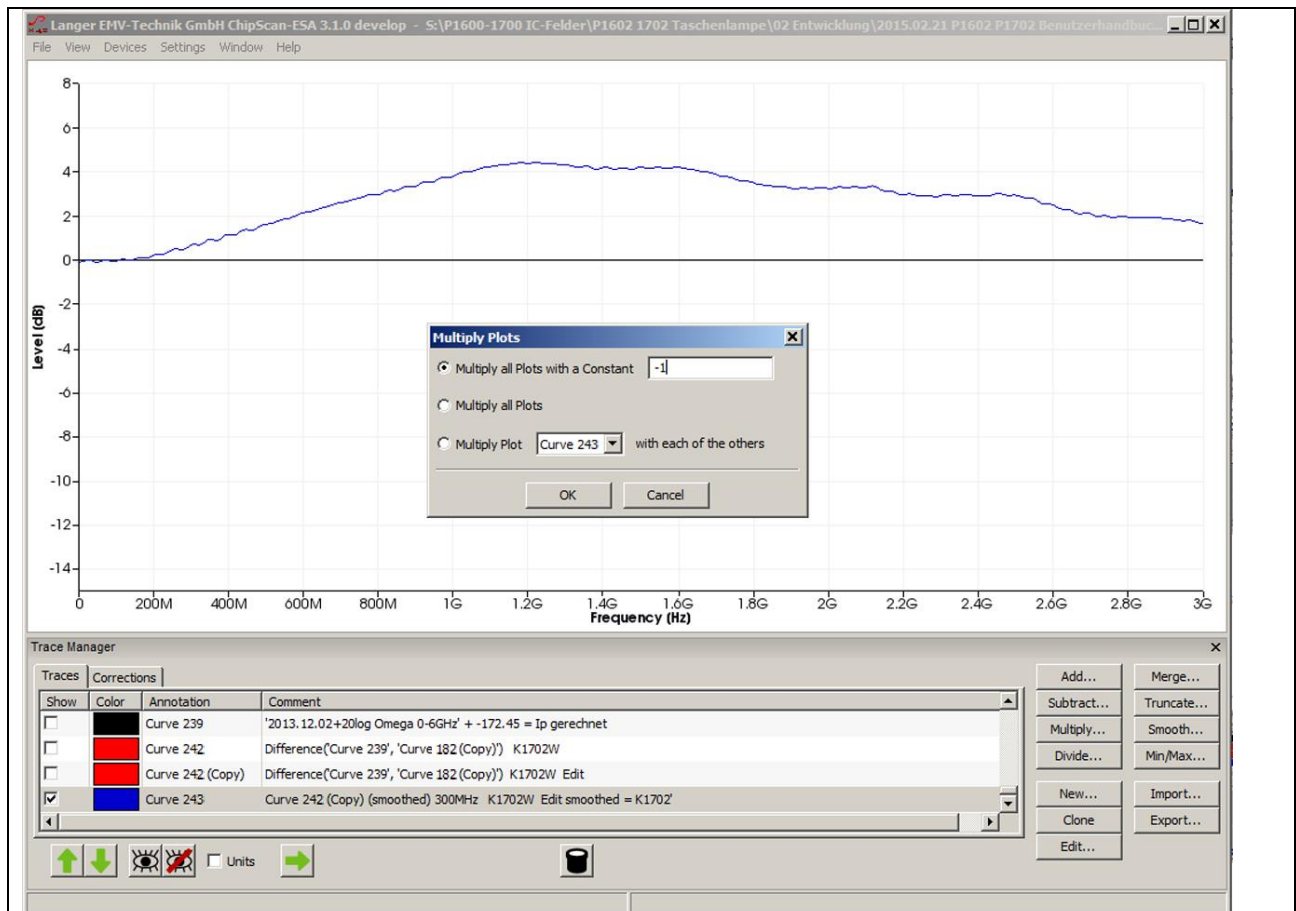 Langer EMV-Technik GmbH ChipScan-ESA 3.1.0 develop - S:\P1600-1700 IC-Felder\P1602 1702 Taschenlampe\02 Entwicklung\2015.02.21 P1602 P1702 Benutzerhandbuc...
File View Devices Settings Window Help
8
6
4
2
0
-2
-4
-6
-8
-10
-12
-14
Level (dB)
0 200M 400M 600M 800M 1G 1.2G 1.4G 1.6G 1.8G 2G 2.2G 2.4G 2.6G 2.8G 3G
Frequency (Hz)
Multiply Plots
Multiply all Plots with a Constant -1
Multiply all Plots
Multiply Plot Curve 243 with each of the others
OK Cancel
Trace Manager
Traces Corrections
Show Color Annotation Comment
Curve 239 '2013.12.02+20log Omega 0-6GHz' + -172.45 = Ip gerechnet
Curve 242 Difference('Curve 239', 'Curve 182 (Copy)') K1702W
Curve 242 (Copy) Difference('Curve 239', 'Curve 182 (Copy)') K1702W Edit
Curve 243 Curve 242 (Copy) (smoothed) 300MHz K1702W Edit smoothed = K1702'
Units
Add... Merge...
Subtract... Truncate...
Multiply... Smooth...
Divide... Min/Max...
New... Import...
Clone Export...
Edit...